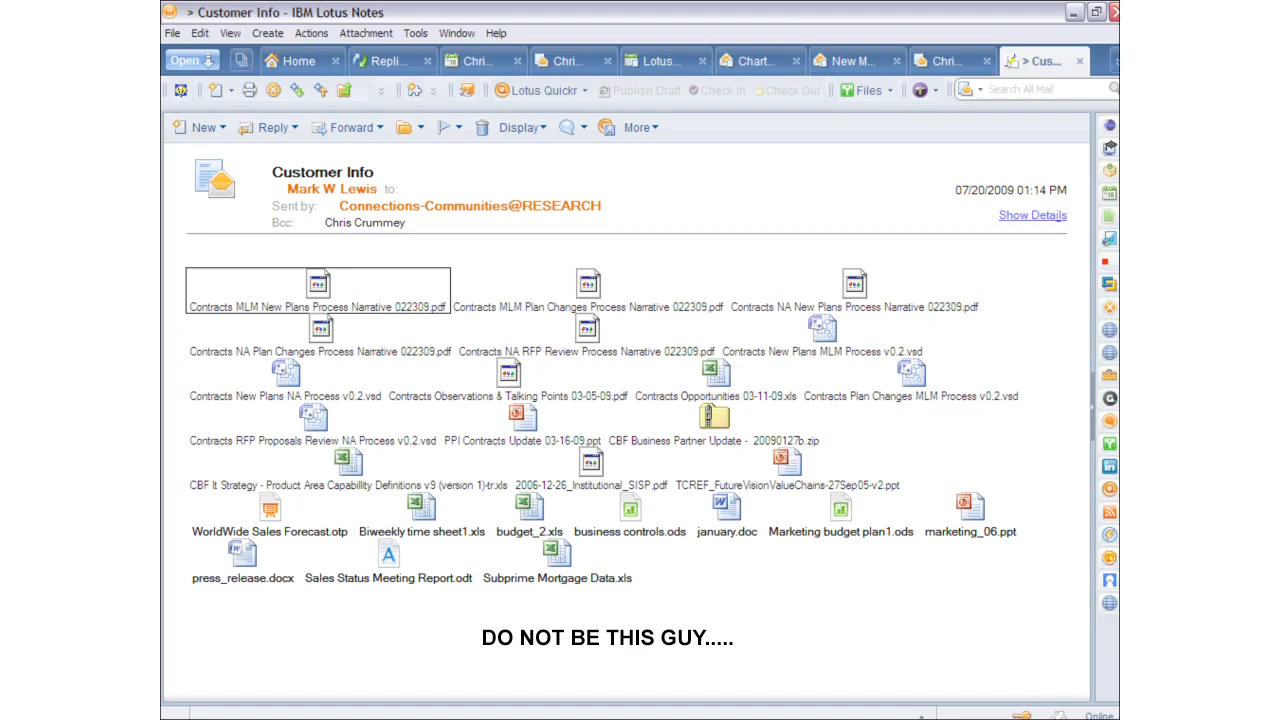 > Customer Info - IBM Lotus Notes
File Edit View Create Actions Attachment Tools Window Help
Open Home Repli... Chri... Chri... Lotus... Chart... New M... Chri... > Cus...
Lotus Quickr Publish Draft Check In Check Out Files Search All Mail
New Reply Forward Display More
Customer Info
Mark W Lewis to:
07/20/2009 01:14 PM
Sent by: Connections-Communities@RESEARCH
Show Details
Bcc: Chris Crummey
Contracts MLM New Plans Process Narrative 022309.pdf Contracts MLM Plan Changes Process Narrative 022309.pdf Contracts NA New Plans Process Narrative 022309.pdf
Contracts NA Plan Changes Process Narrative 022309.pdf Contracts NA RFP Review Process Narrative 022309.pdf Contracts New Plans MLM Process v0.2.vsd
Contracts New Plans NA Process v0.2.vsd Contracts Observations & Talking Points 03-05-09.pdf Contracts Opportunities 03-11-09.xls Contracts Plan Changes MLM Process v0.2.vsd
Contracts RFP Proposals Review NA Process v0.2.vsd PPI Contracts Update 03-16-09.ppt CBF Business Partner Update - 20090127b.zip
CBF It Strategy - Product Area Capability Definitions v9 (version 1)-tr.xls 2006-12-26_Institutional_SISP.pdf TCREF_FutureVisionValueChains-27Sep05-v2.ppt
WorldWide Sales Forecast.otp Biweekly time sheet1.xls budget_2.xls business controls.ods january.doc Marketing budget plan1.ods marketing_06.ppt
press_release.docx Sales Status Meeting Report.odt Subprime Mortgage Data.xls
DO NOT BE THIS GUY.....
Online